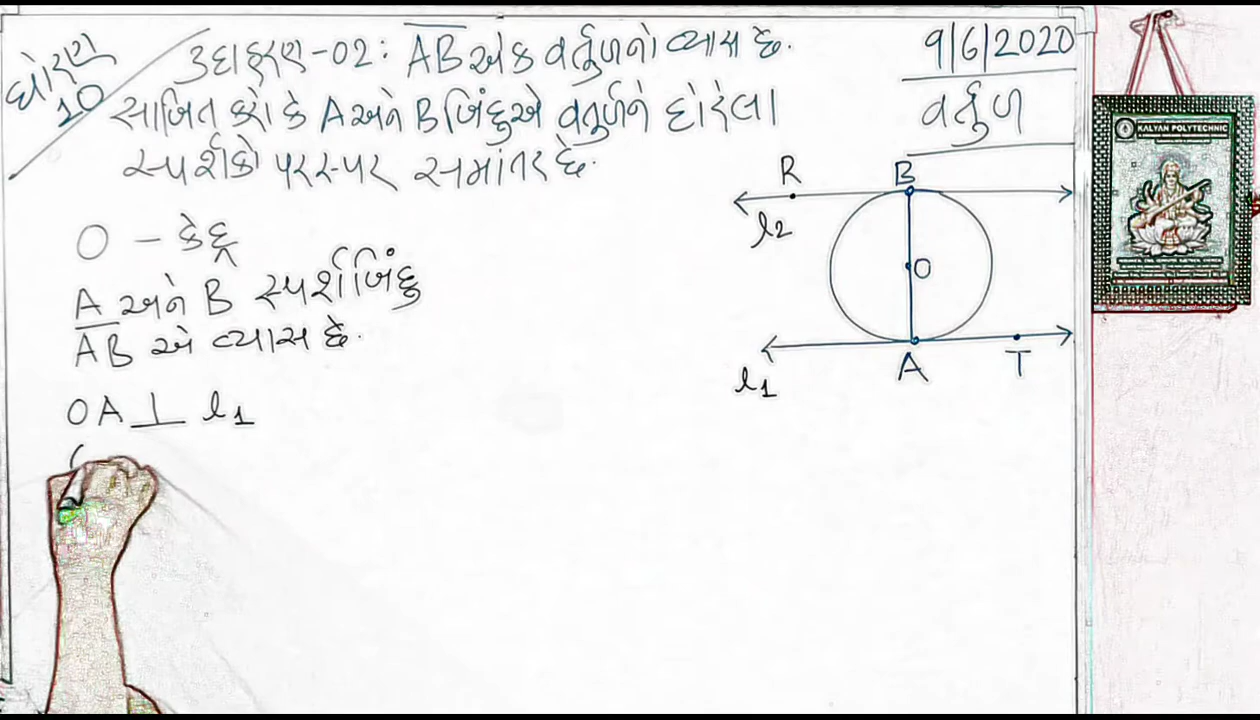 ધોરણ
10
ઉદાહરણ-02: AB એક વર્તુળનો વ્યાસ છે.
સાબિત કરો કે A અને B બિંદુએ વર્તુળને દોરેલા
સ્પર્શકો પરસ્પર સમાંતર છે.
9/6/2020
વર્તુળ
O - કેન્દ્ર
A અને B સ્પર્શબિંદુ
AB એ વ્યાસ છે.
OA ⊥ l1
R
B
l2
O
A
T
l1
KALYAN POLYTECHNIC